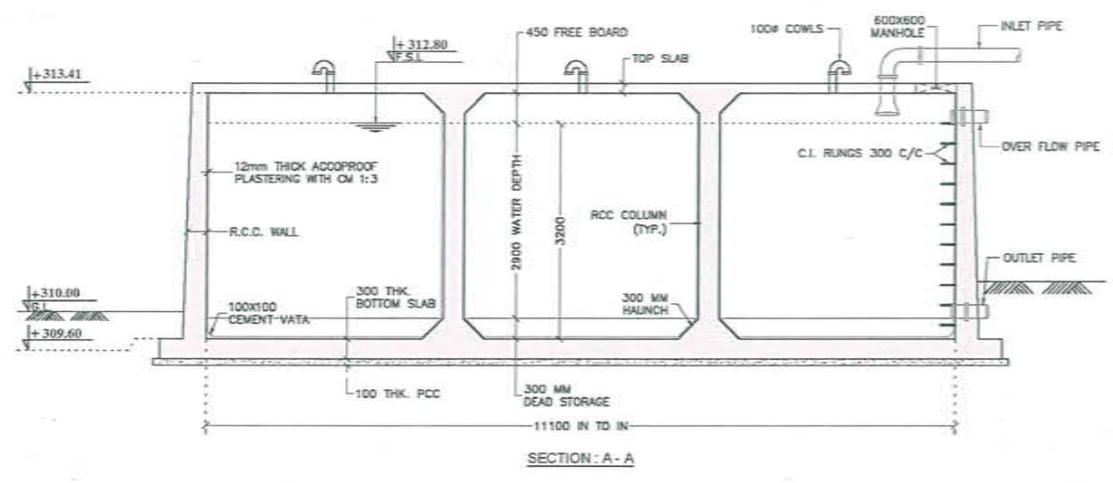 450 FREE BOARD
+ 312.80
F.S.L
100ø COWLS
600X600
MANHOLE
INLET PIPE
+313.41
TOP SLAB
12mm THICK ACCOPROOF
PLASTERING WITH CM 1:3
C.I. RUNGS 300 C/C
OVER FLOW PIPE
2900 WATER DEPTH
3200
RCC COLUMN
(TYP.)
R.C.C. WALL
OUTLET PIPE
+310.00
G.L
300 THK.
BOTTOM SLAB
300 MM
HAUNCH
100X100
CEMENT VATA
+309.60
100 THK. PCC
300 MM
DEAD STORAGE
11100 IN TO IN
SECTION : A - A